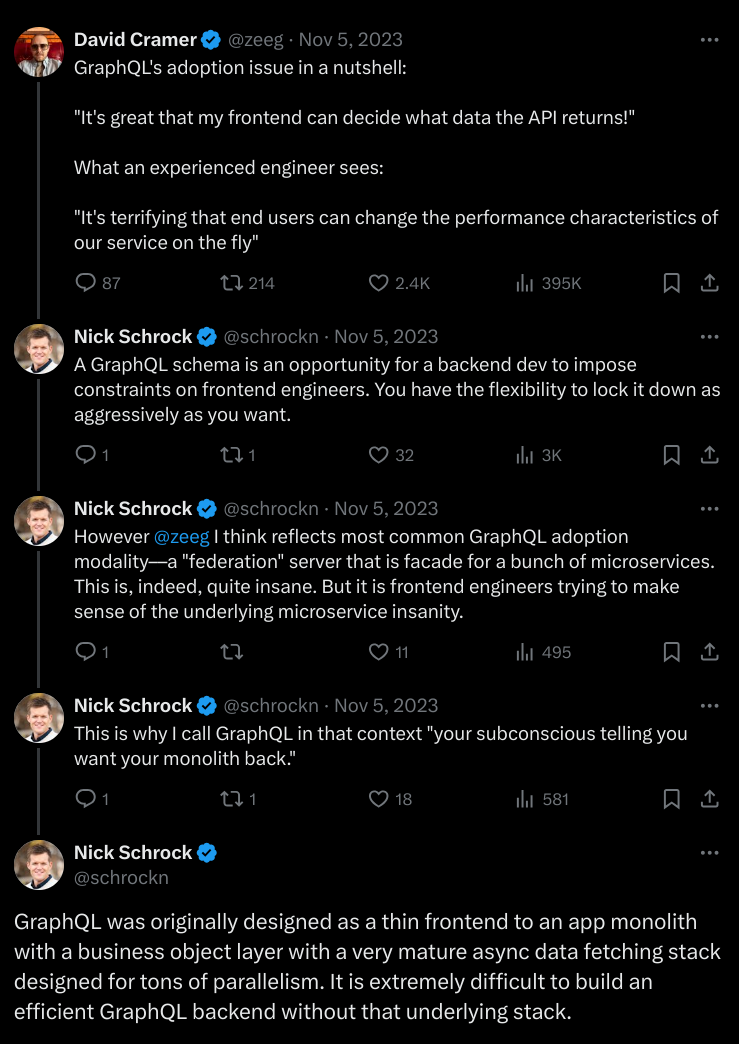 David Cramer @zeeg · Nov 5, 2023
GraphQL's adoption issue in a nutshell:
"It's great that my frontend can decide what data the API returns!"
What an experienced engineer sees:
"It's terrifying that end users can change the performance characteristics of
our service on the fly"
87 214 2.4K 395K
Nick Schrock @schrockn · Nov 5, 2023
A GraphQL schema is an opportunity for a backend dev to impose
constraints on frontend engineers. You have the flexibility to lock it down as
aggressively as you want.
1 1 32 3K
Nick Schrock @schrockn · Nov 5, 2023
However @zeeg I think reflects most common GraphQL adoption
modality—a "federation" server that is facade for a bunch of microservices.
This is, indeed, quite insane. But it is frontend engineers trying to make
sense of the underlying microservice insanity.
1 11 495
Nick Schrock @schrockn · Nov 5, 2023
This is why I call GraphQL in that context "your subconscious telling you
want your monolith back."
1 1 18 581
Nick Schrock
@schrockn
GraphQL was originally designed as a thin frontend to an app monolith
with a business object layer with a very mature async data fetching stack
designed for tons of parallelism. It is extremely difficult to build an
efficient GraphQL backend without that underlying stack.